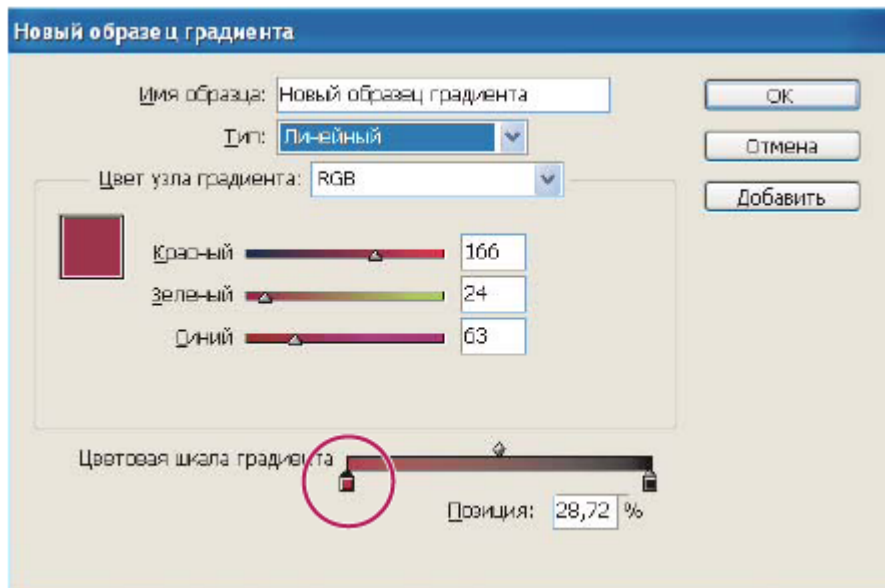 Новый образец градиента
Имя образца: Новый образец градиента
OK
Тип: Линейный
Отмена
Цвет узла градиента: RGB
Добавить
Красный 166
Зеленый 24
Синий 63
Цветовая шкала градиента
Позиция: 28,72 %